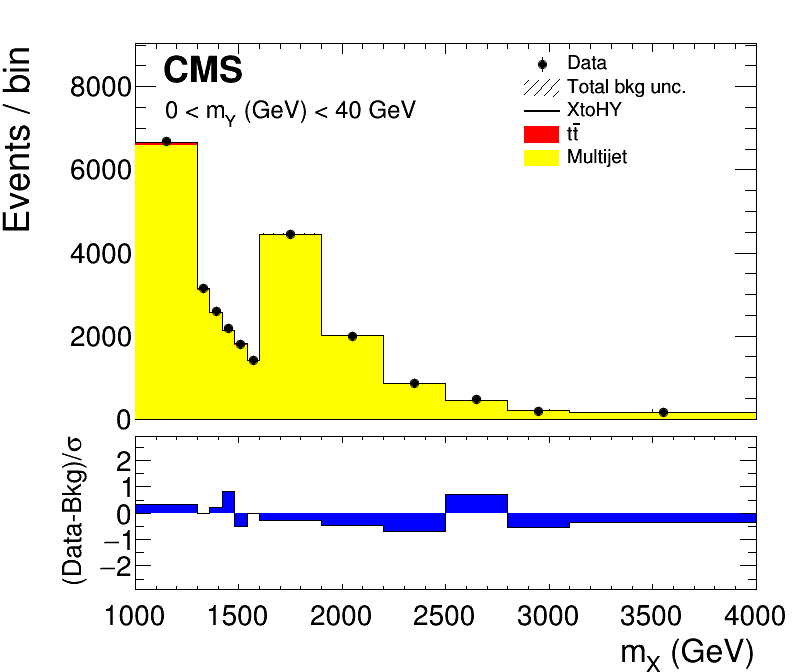 CMS
0 < mY (GeV) < 40 GeV
Data
Total bkg unc.
XtoHY
tt̄
Multijet
Events / bin
8000
6000
4000
2000
0
(Data-Bkg)/σ
2
1
0
−1
−2
1000 1500 2000 2500 3000 3500 4000
mX (GeV)